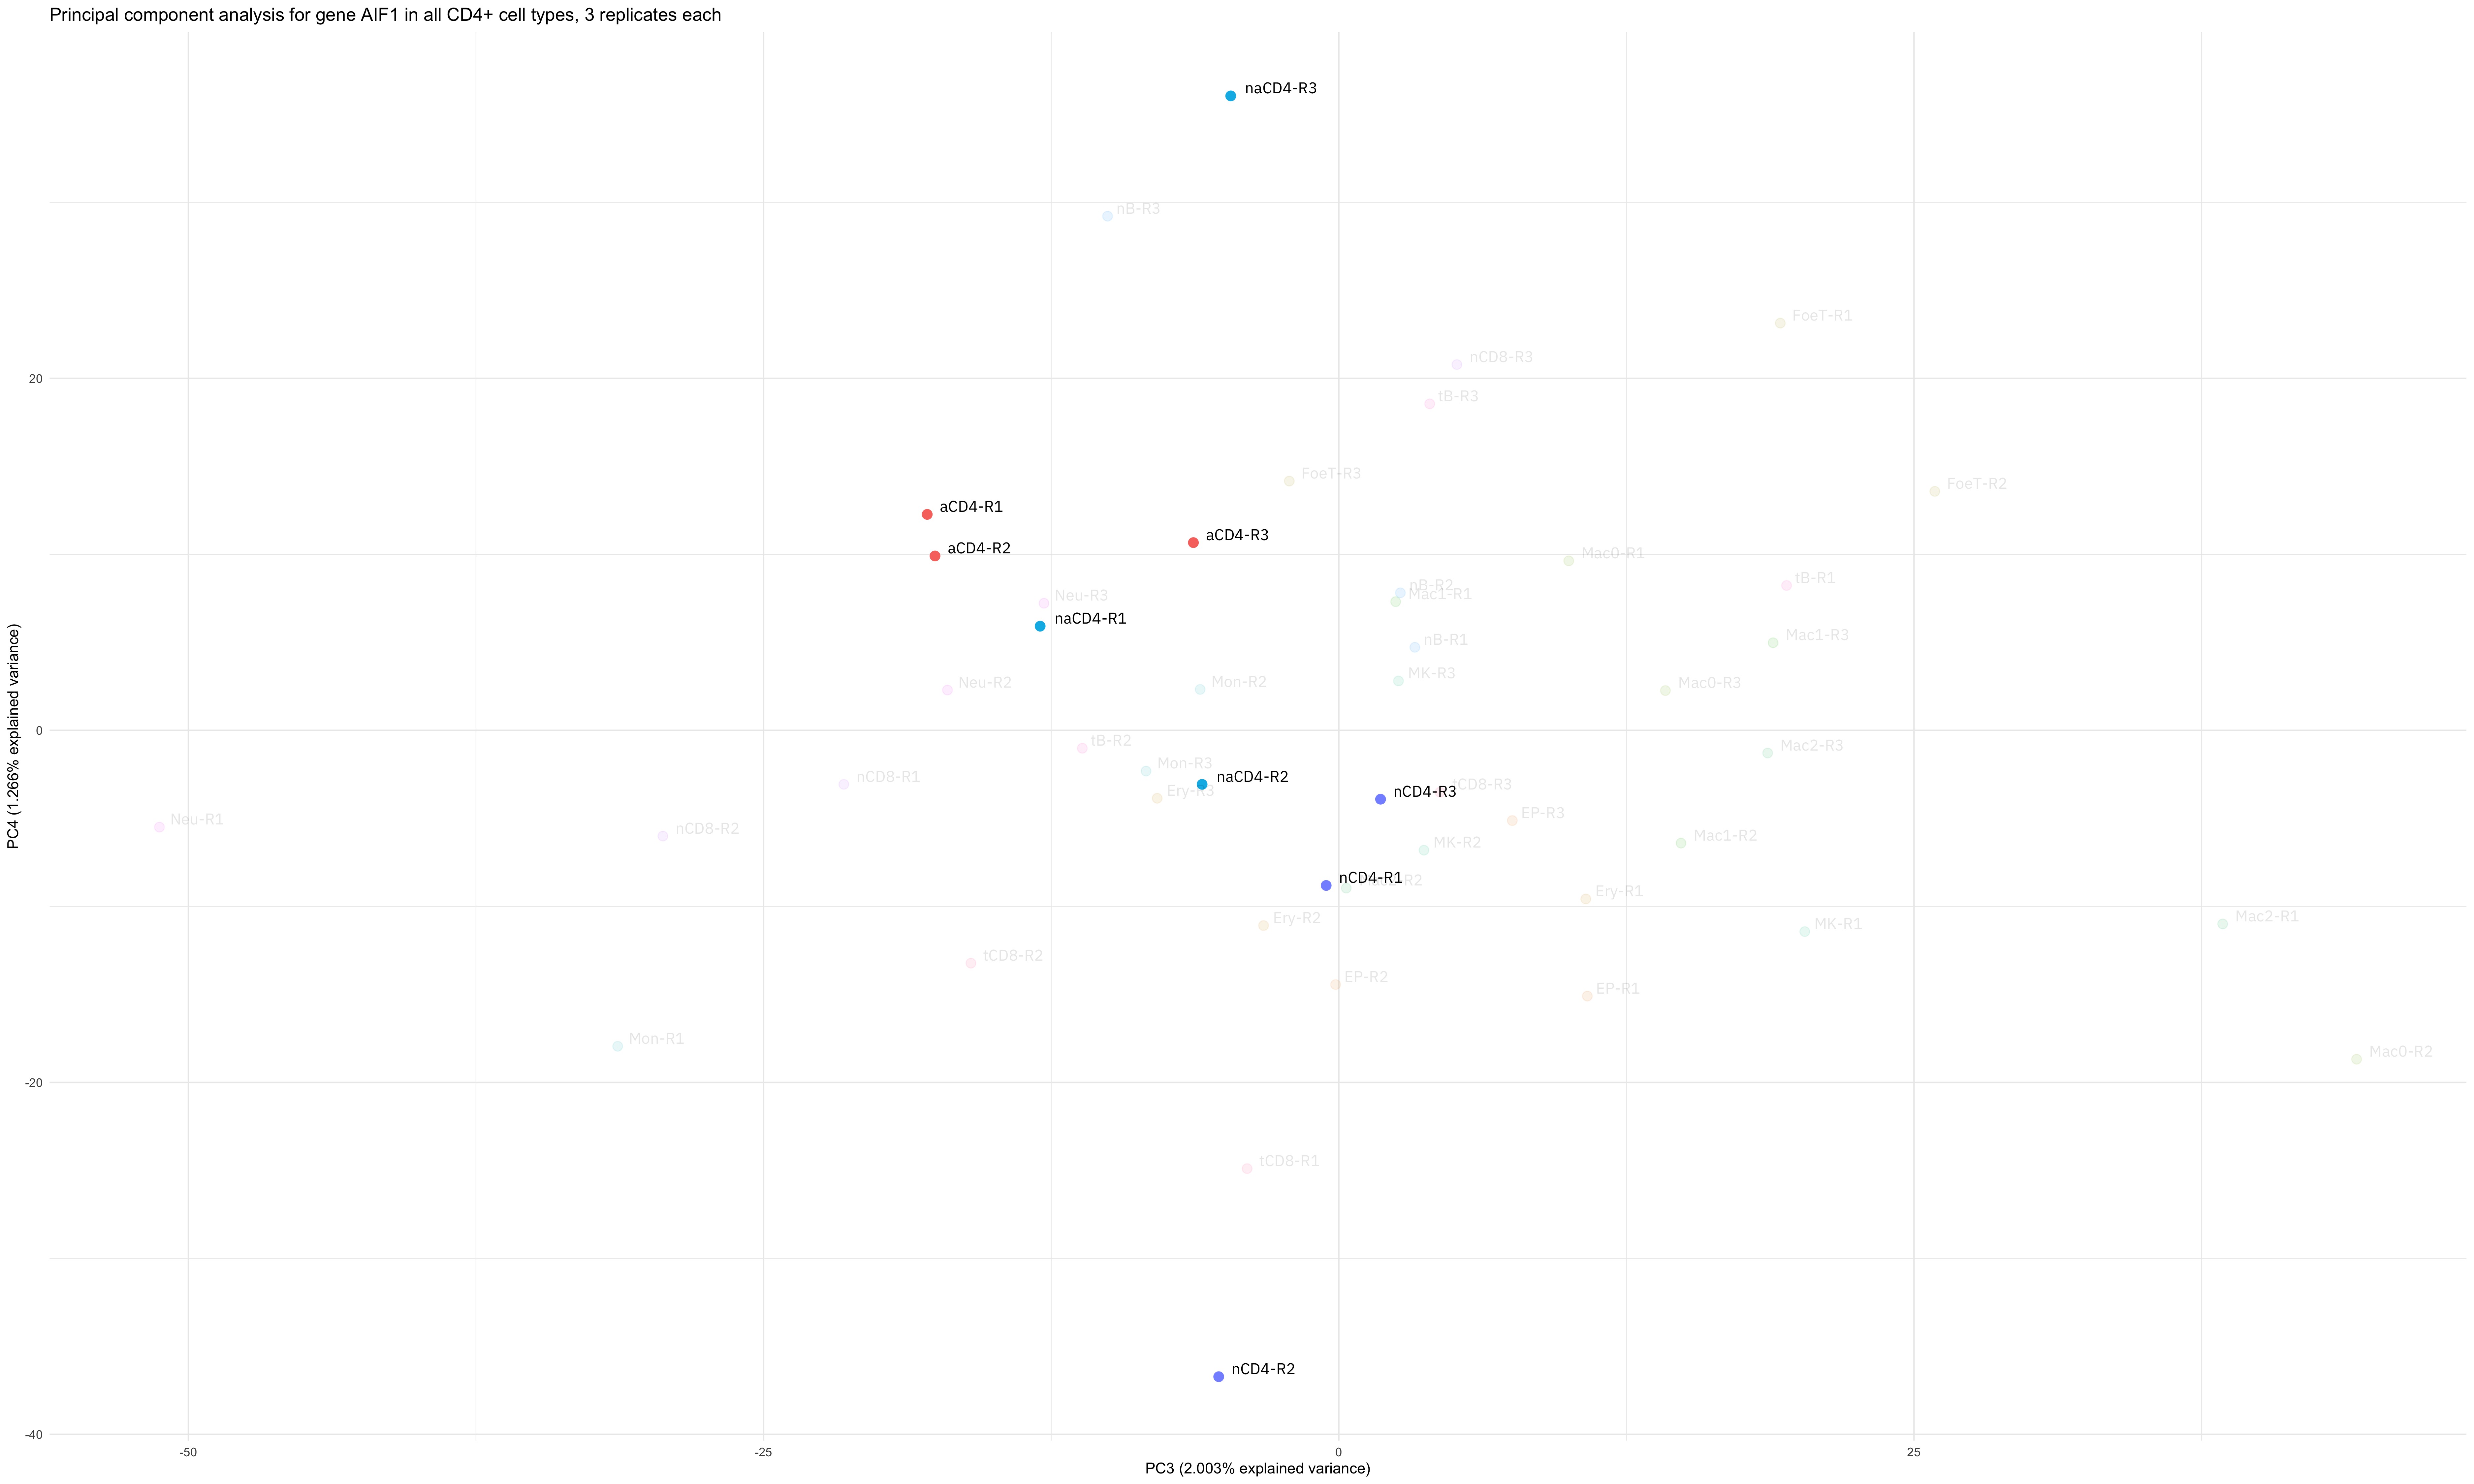 Principal component analysis for gene AIF1 in all CD4+ cell types, 3 replicates each
naCD4-R3
nB-R3
FoeT-R1
nCD8-R3
20
tB-R3
FoeT-R3
FoeT-R2
aCD4-R1
aCD4-R3
aCD4-R2
Mac0-R1
tB-R1
nB-R2
Mac1-R1
Neu-R3
naCD4-R1
Mac1-R3
nB-R1
MK-R3
Neu-R2
Mon-R2
Mac0-R3
0
tB-R2
Mac2-R3
Mon-R3
nCD8-R1
naCD4-R2
tCD8-R3
Ery-R3
nCD4-R3
EP-R3
Neu-R1
nCD8-R2
Mac1-R2
MK-R2
nCD4-R1
Ery-R1
Ery-R2
Mac2-R1
MK-R1
tCD8-R2
EP-R2
EP-R1
Mon-R1
Mac0-R2
-20
tCD8-R1
nCD4-R2
-40
-50
-25
0
25
PC3 (2.003% explained variance)
PC4 (1.266% explained variance)